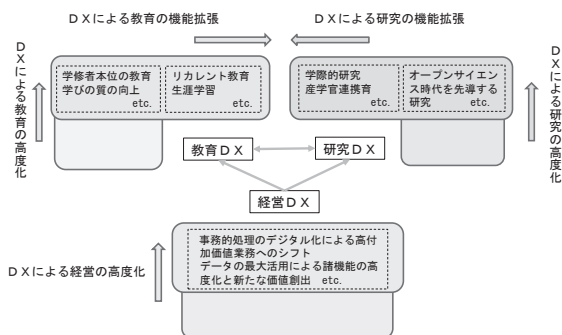 ＤＸによる教育の機能拡張
ＤＸによる研究の機能拡張
ＤＸによる教育の高度化
学修者本位の教育
学びの質の向上
etc.
リカレント教育
生涯学習
etc.
学際的研究
産学官連携育
etc.
オープンサイエン
ス時代を先導する
研究　　etc.
ＤＸによる研究の高度化
教育ＤＸ
研究ＤＸ
経営ＤＸ
ＤＸによる経営の高度化
事務的処理のデジタル化による高付
加価値業務へのシフト
データの最大活用による諸機能の高
度化と新たな価値創出　etc.